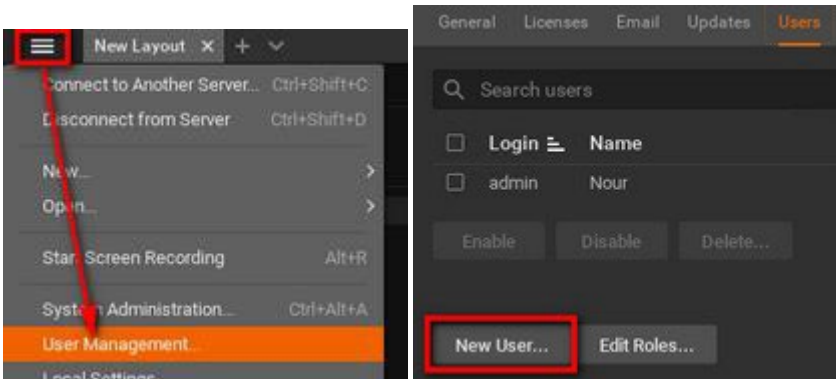 New Layout
Connect to Another Server... Ctrl+Shift+C
Disconnect from Server Ctrl+Shift+D
New...
Open...
Start Screen Recording Alt+R
System Administration... Ctrl+Alt+A
User Management...
Local Settings
General Licenses Email Updates Users
Search users
Login Name
admin Nour
Enable Disable Delete...
New User... Edit Roles...